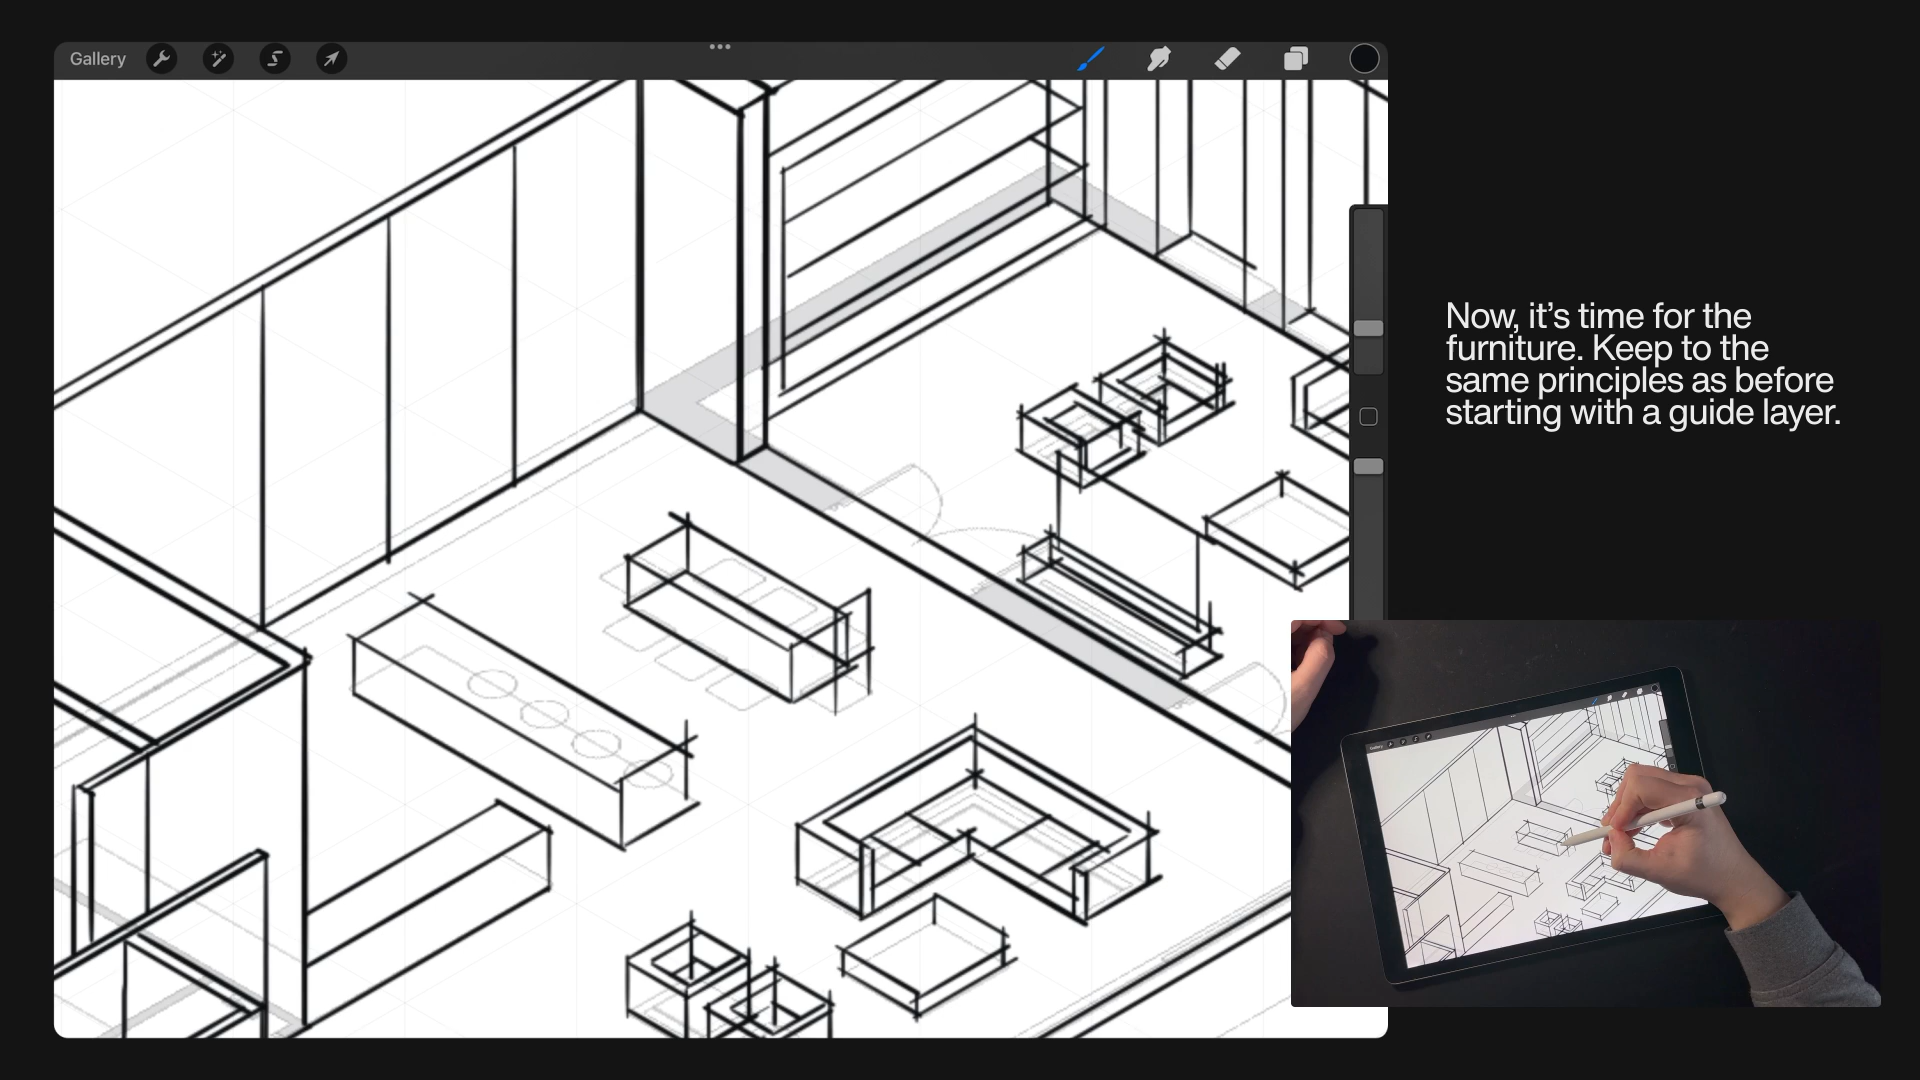 Gallery
Now, it’s time for the
furniture. Keep to the
same principles as before
starting with a guide layer.